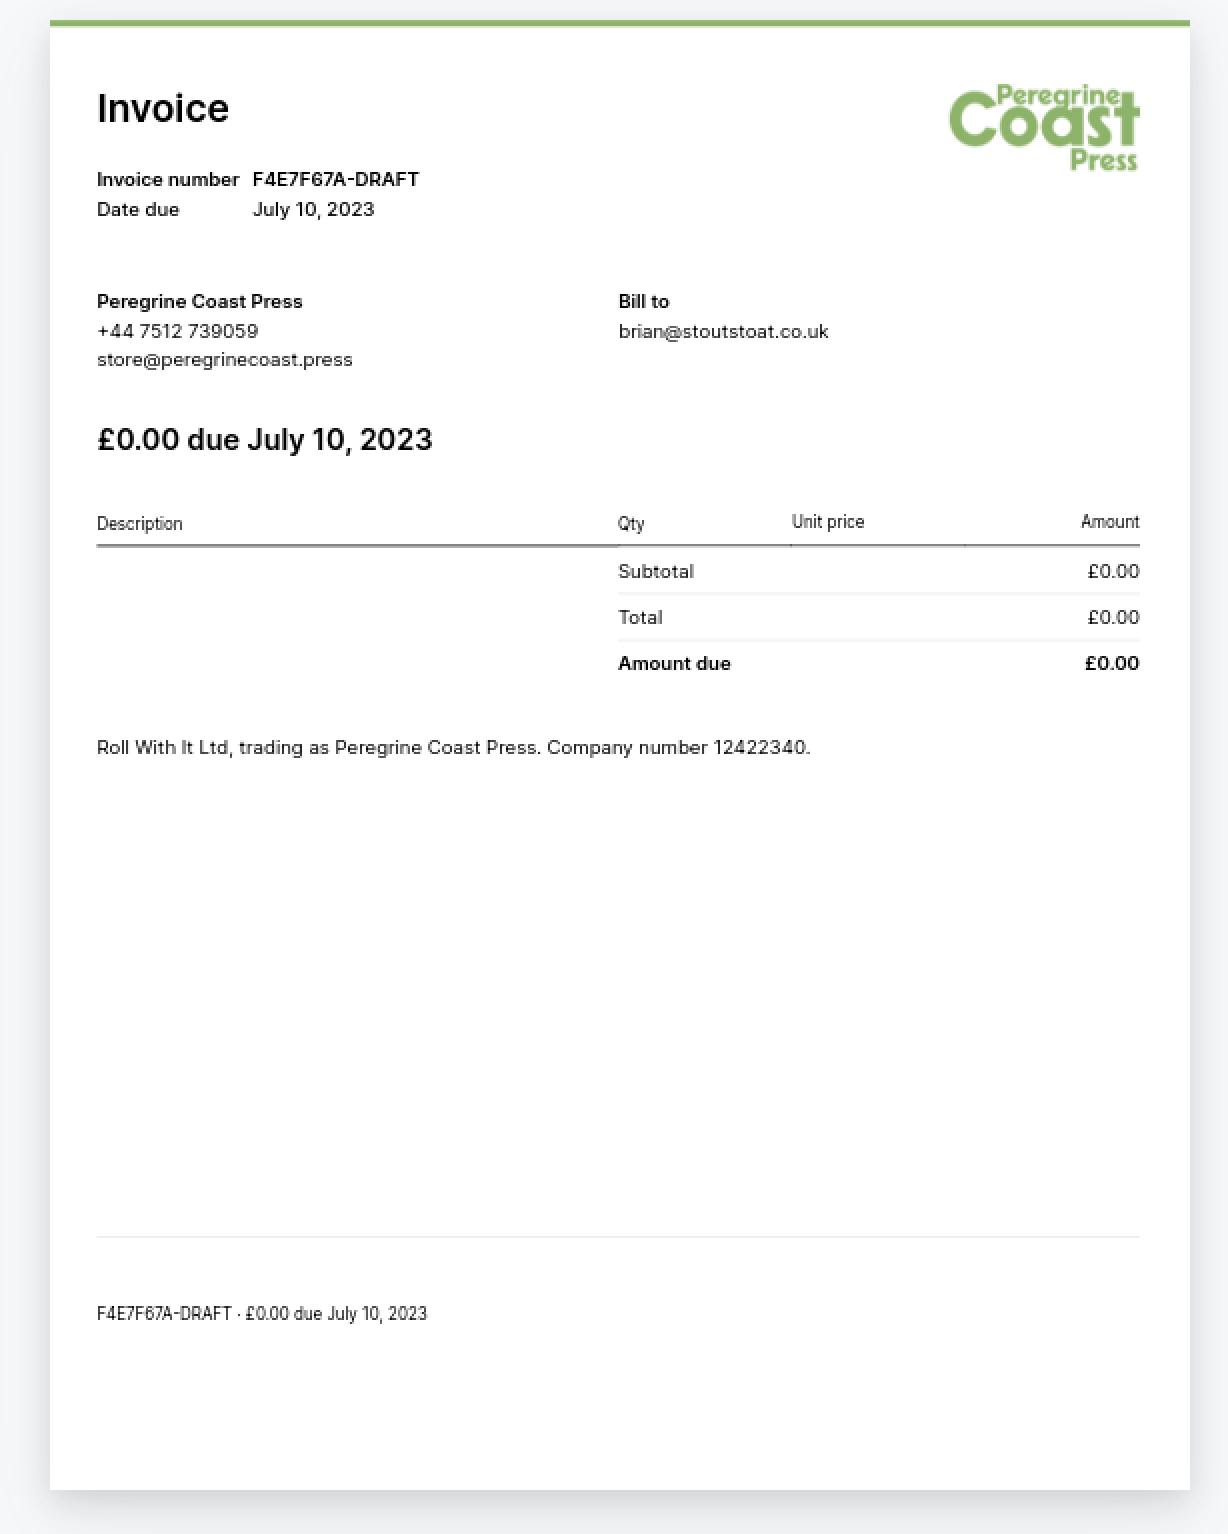 Invoice
Peregrine
Coast
Press
Invoice number F4E7F67A-DRAFT
Date due July 10, 2023
Peregrine Coast Press
+44 7512 739059
store@peregrinecoast.press
Bill to
brian@stoutstoat.co.uk
£0.00 due July 10, 2023
Description Qty Unit price Amount
Subtotal £0.00
Total £0.00
Amount due £0.00
Roll With It Ltd, trading as Peregrine Coast Press. Company number 12422340.
F4E7F67A-DRAFT · £0.00 due July 10, 2023